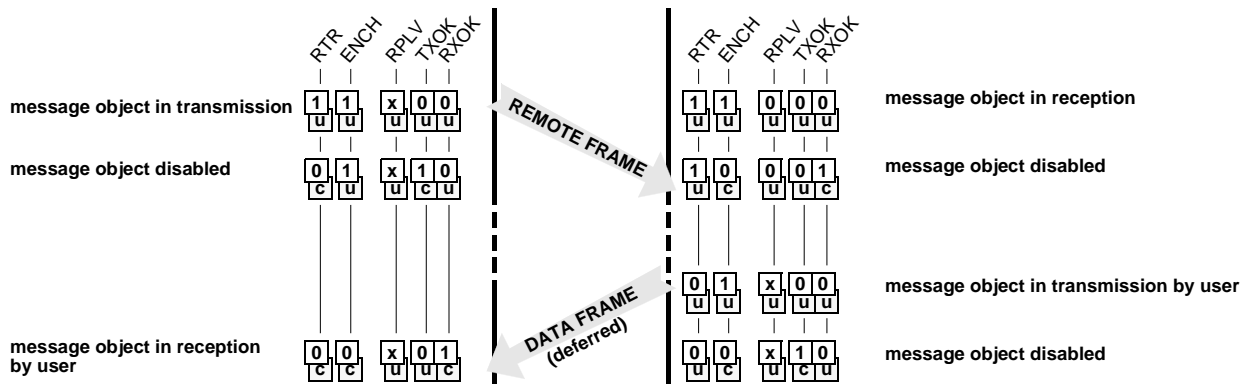 RTR ENCH RPLV TXOK RXOK RTR ENCH RPLV TXOK RXOK
message object in transmission 1 1 x 0 0 REMOTE FRAME 1 1 0 0 0 message object in reception
u u u u u u u u u u
message object disabled 0 1 x 1 0 1 0 0 0 1 message object disabled
c u u c u u c u u c
0 1 x 0 0 message object in transmission by user
u u u u u
DATA FRAME
(deferred)
message object in reception
by user
0 0 x 0 1 0 0 x 1 0 message object disabled
c c u u c u c u c u